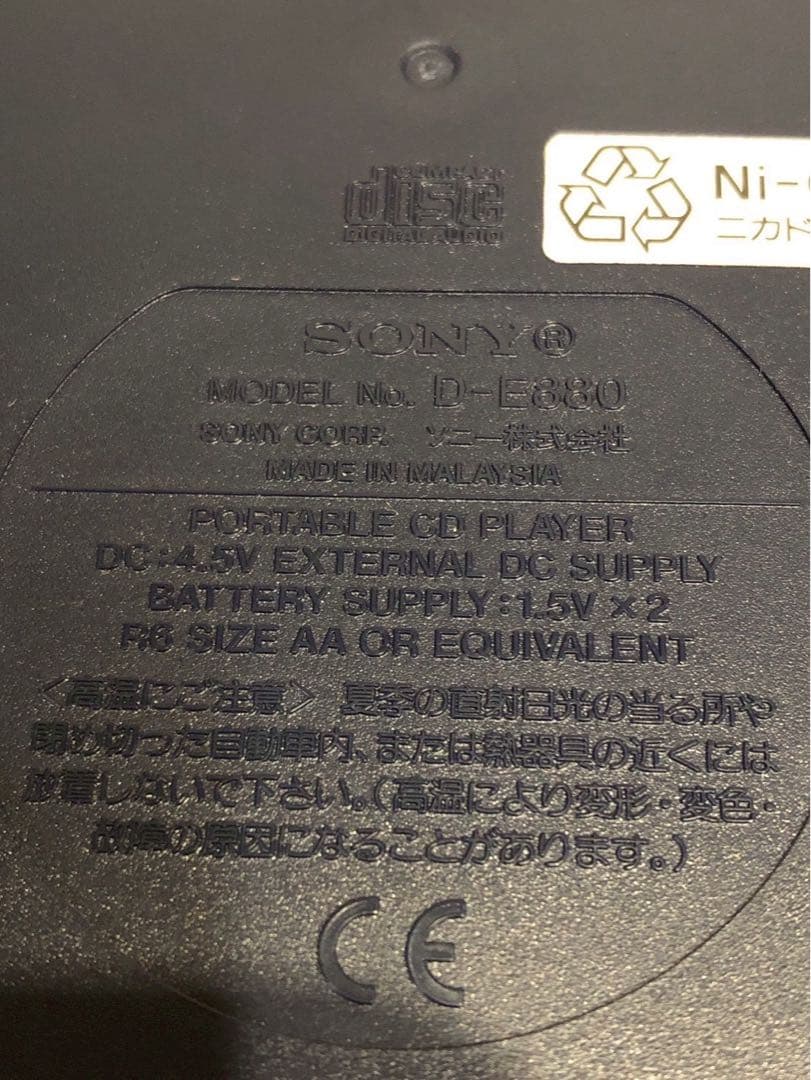 COMPACT
disc
DIGITAL AUDIO
Ni-
ニカド
SONY®
MODEL No. D-E880
SONY CORP. ソニー株式会社
MADE IN MALAYSIA
PORTABLE CD PLAYER
DC:4.5V EXTERNAL DC SUPPLY
BATTERY SUPPLY:1.5V×2
R6 SIZE AA OR EQUIVALENT
<高温にご注意> 夏季の直射日光の当る所や
閉め切った自動車内、または熱器具の近くには
放置しないで下さい。(高温により変形・変色・
故障の原因になることがあります。)
CE